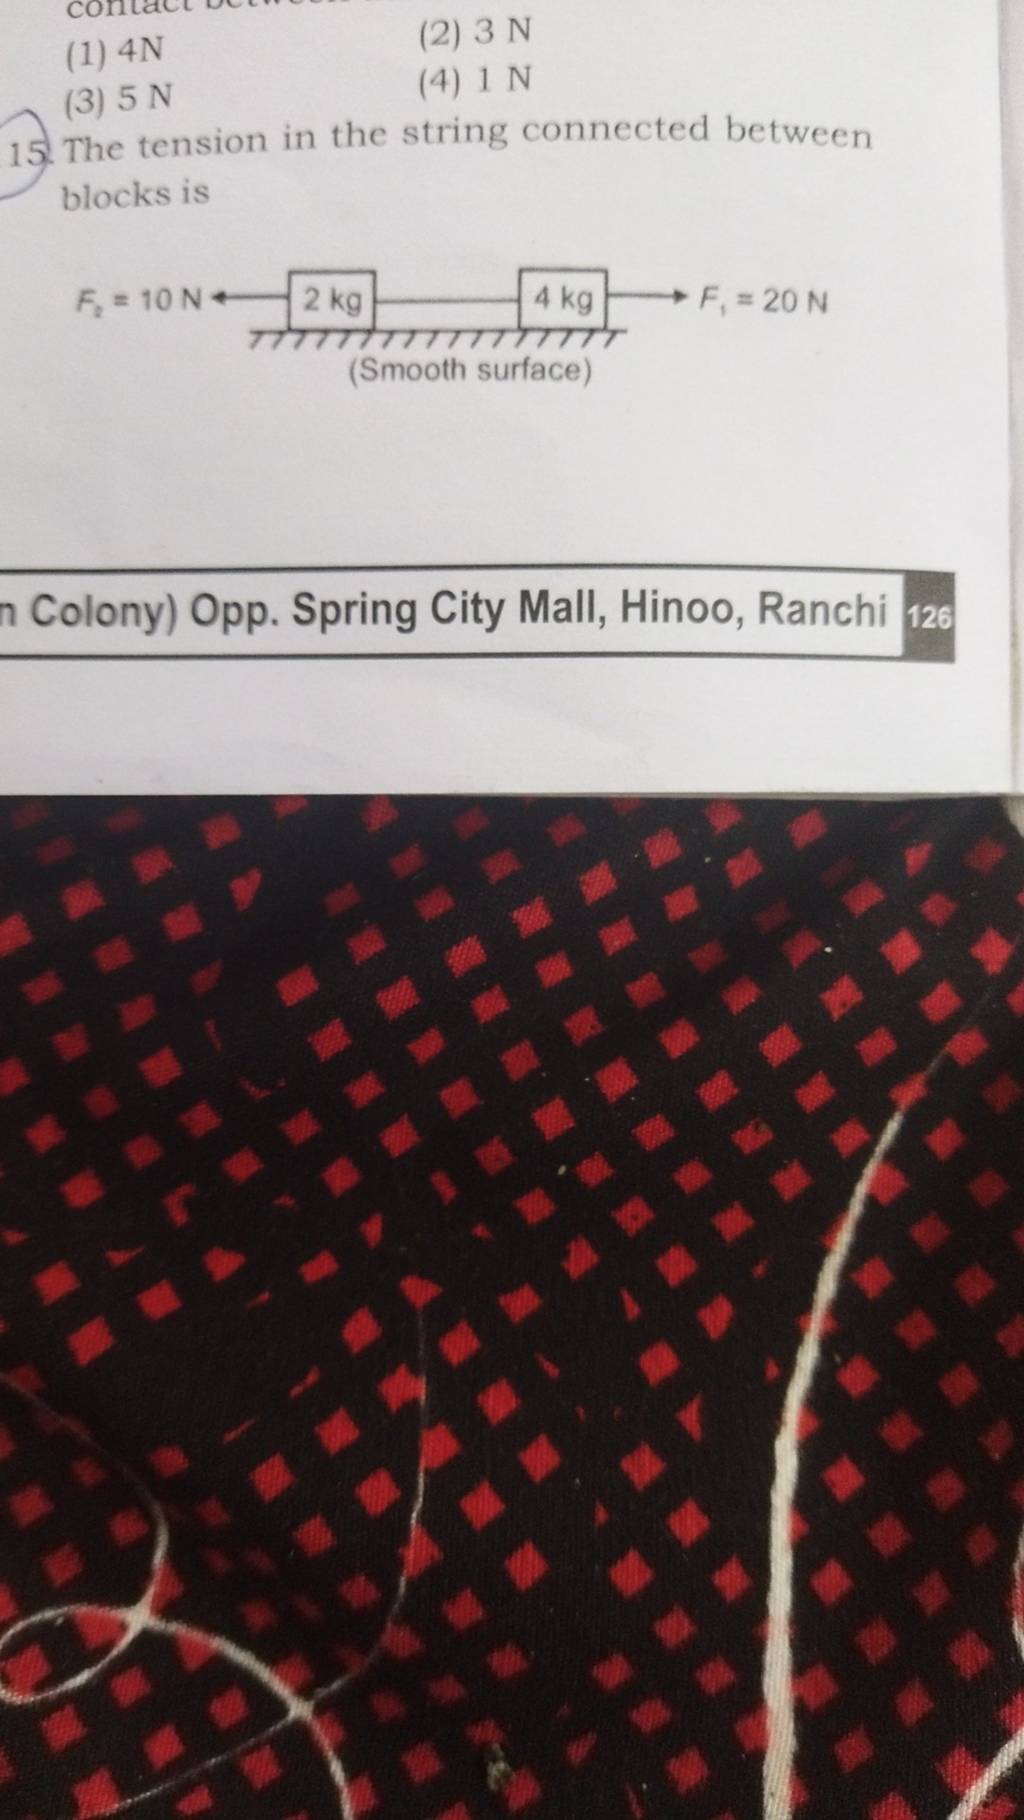 contact
(1) 4N (2) 3 N
(3) 5 N (4) 1 N
15. The tension in the string connected between
blocks is
F₂ = 10 N 2 kg 4 kg F₁ = 20 N
(Smooth surface)
n Colony) Opp. Spring City Mall, Hinoo, Ranchi 126